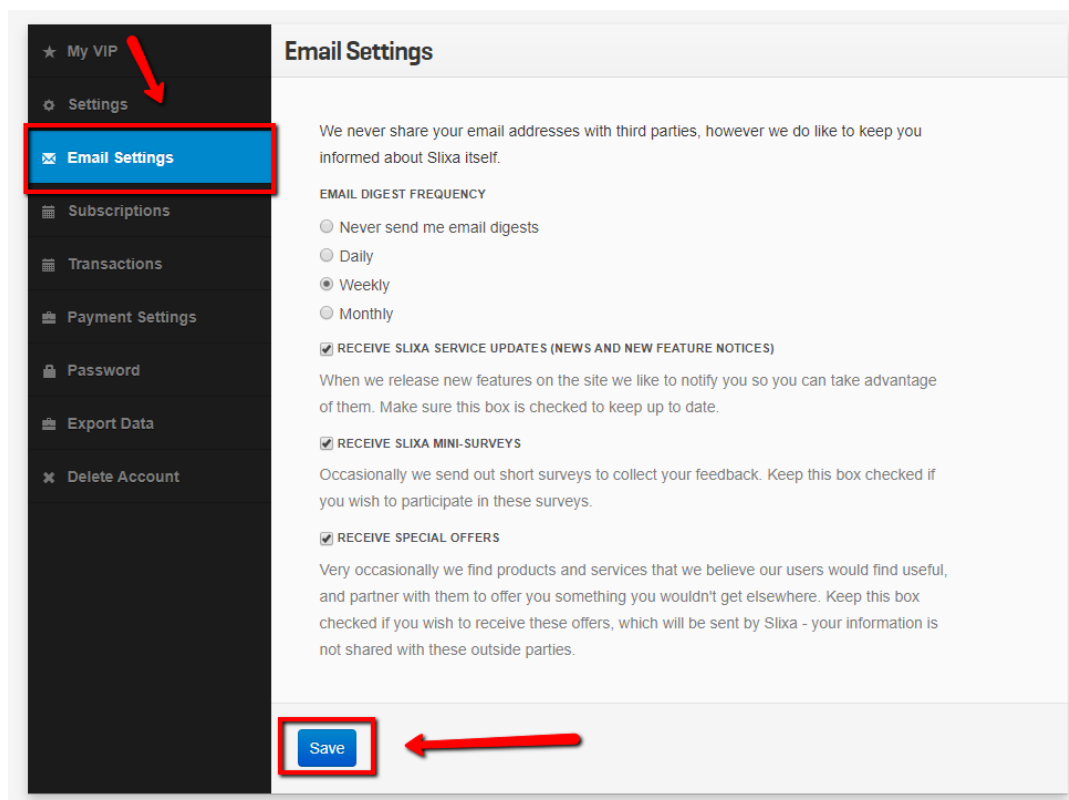 My VIP
Settings
Email Settings
Subscriptions
Transactions
Payment Settings
Password
Export Data
Delete Account
Email Settings
We never share your email addresses with third parties, however we do like to keep you
informed about Slixa itself.
EMAIL DIGEST FREQUENCY
Never send me email digests
Daily
Weekly
Monthly
RECEIVE SLIXA SERVICE UPDATES (NEWS AND NEW FEATURE NOTICES)
When we release new features on the site we like to notify you so you can take advantage
of them. Make sure this box is checked to keep up to date.
RECEIVE SLIXA MINI-SURVEYS
Occasionally we send out short surveys to collect your feedback. Keep this box checked if
you wish to participate in these surveys.
RECEIVE SPECIAL OFFERS
Very occasionally we find products and services that we believe our users would find useful,
and partner with them to offer you something you wouldn't get elsewhere. Keep this box
checked if you wish to receive these offers, which will be sent by Slixa - your information is
not shared with these outside parties.
Save